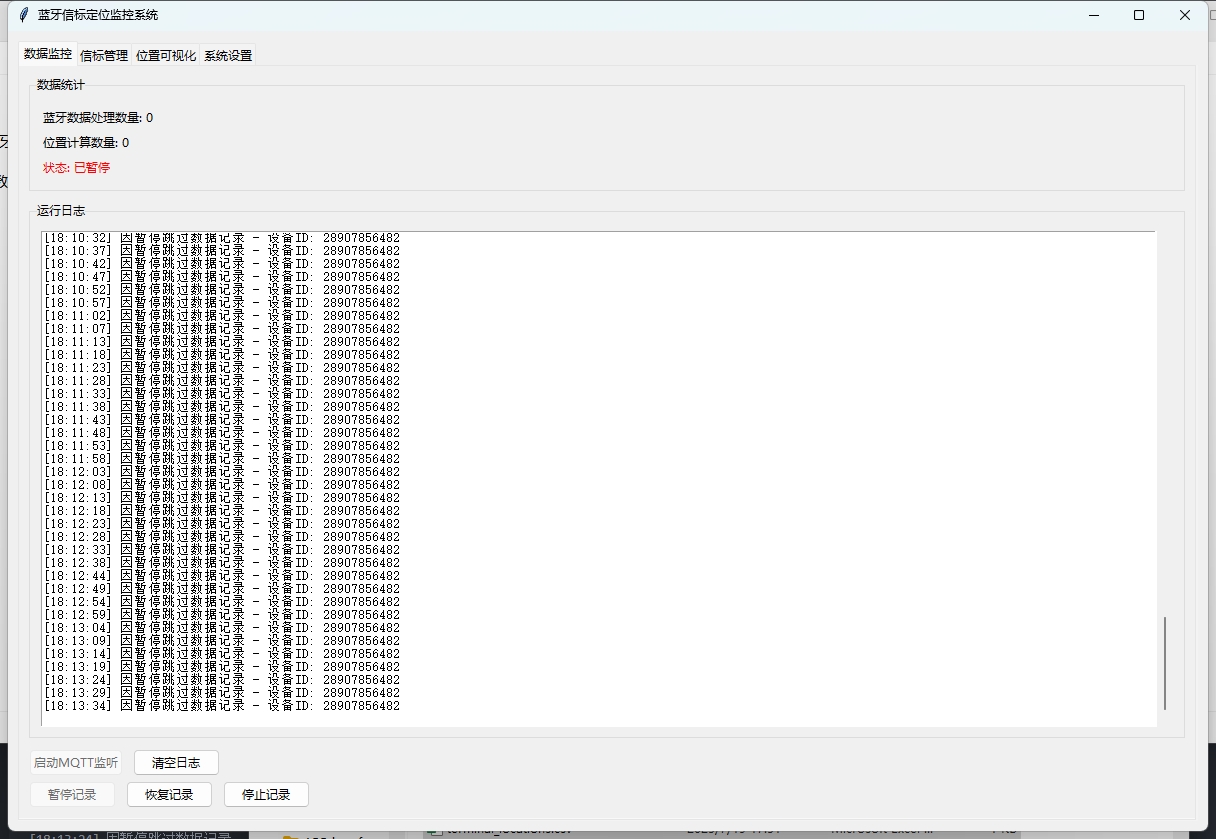 蓝牙信标定位监控系统
数据监控 信标管理 位置可视化 系统设置
数据统计
蓝牙数据处理数量: 0
位置计算数量: 0
状态: 已暂停
运行日志
[18:10:32] 因暂停跳过数据记录 - 设备ID: 28907856482
[18:10:37] 因暂停跳过数据记录 - 设备ID: 28907856482
[18:10:42] 因暂停跳过数据记录 - 设备ID: 28907856482
[18:10:47] 因暂停跳过数据记录 - 设备ID: 28907856482
[18:10:52] 因暂停跳过数据记录 - 设备ID: 28907856482
[18:10:57] 因暂停跳过数据记录 - 设备ID: 28907856482
[18:11:02] 因暂停跳过数据记录 - 设备ID: 28907856482
[18:11:07] 因暂停跳过数据记录 - 设备ID: 28907856482
[18:11:13] 因暂停跳过数据记录 - 设备ID: 28907856482
[18:11:18] 因暂停跳过数据记录 - 设备ID: 28907856482
[18:11:23] 因暂停跳过数据记录 - 设备ID: 28907856482
[18:11:28] 因暂停跳过数据记录 - 设备ID: 28907856482
[18:11:33] 因暂停跳过数据记录 - 设备ID: 28907856482
[18:11:38] 因暂停跳过数据记录 - 设备ID: 28907856482
[18:11:43] 因暂停跳过数据记录 - 设备ID: 28907856482
[18:11:48] 因暂停跳过数据记录 - 设备ID: 28907856482
[18:11:53] 因暂停跳过数据记录 - 设备ID: 28907856482
[18:11:58] 因暂停跳过数据记录 - 设备ID: 28907856482
[18:12:03] 因暂停跳过数据记录 - 设备ID: 28907856482
[18:12:08] 因暂停跳过数据记录 - 设备ID: 28907856482
[18:12:13] 因暂停跳过数据记录 - 设备ID: 28907856482
[18:12:18] 因暂停跳过数据记录 - 设备ID: 28907856482
[18:12:23] 因暂停跳过数据记录 - 设备ID: 28907856482
[18:12:28] 因暂停跳过数据记录 - 设备ID: 28907856482
[18:12:33] 因暂停跳过数据记录 - 设备ID: 28907856482
[18:12:38] 因暂停跳过数据记录 - 设备ID: 28907856482
[18:12:44] 因暂停跳过数据记录 - 设备ID: 28907856482
[18:12:49] 因暂停跳过数据记录 - 设备ID: 28907856482
[18:12:54] 因暂停跳过数据记录 - 设备ID: 28907856482
[18:12:59] 因暂停跳过数据记录 - 设备ID: 28907856482
[18:13:04] 因暂停跳过数据记录 - 设备ID: 28907856482
[18:13:09] 因暂停跳过数据记录 - 设备ID: 28907856482
[18:13:14] 因暂停跳过数据记录 - 设备ID: 28907856482
[18:13:19] 因暂停跳过数据记录 - 设备ID: 28907856482
[18:13:24] 因暂停跳过数据记录 - 设备ID: 28907856482
[18:13:29] 因暂停跳过数据记录 - 设备ID: 28907856482
[18:13:34] 因暂停跳过数据记录 - 设备ID: 28907856482
启动MQTT监听 清空日志
暂停记录 恢复记录 停止记录